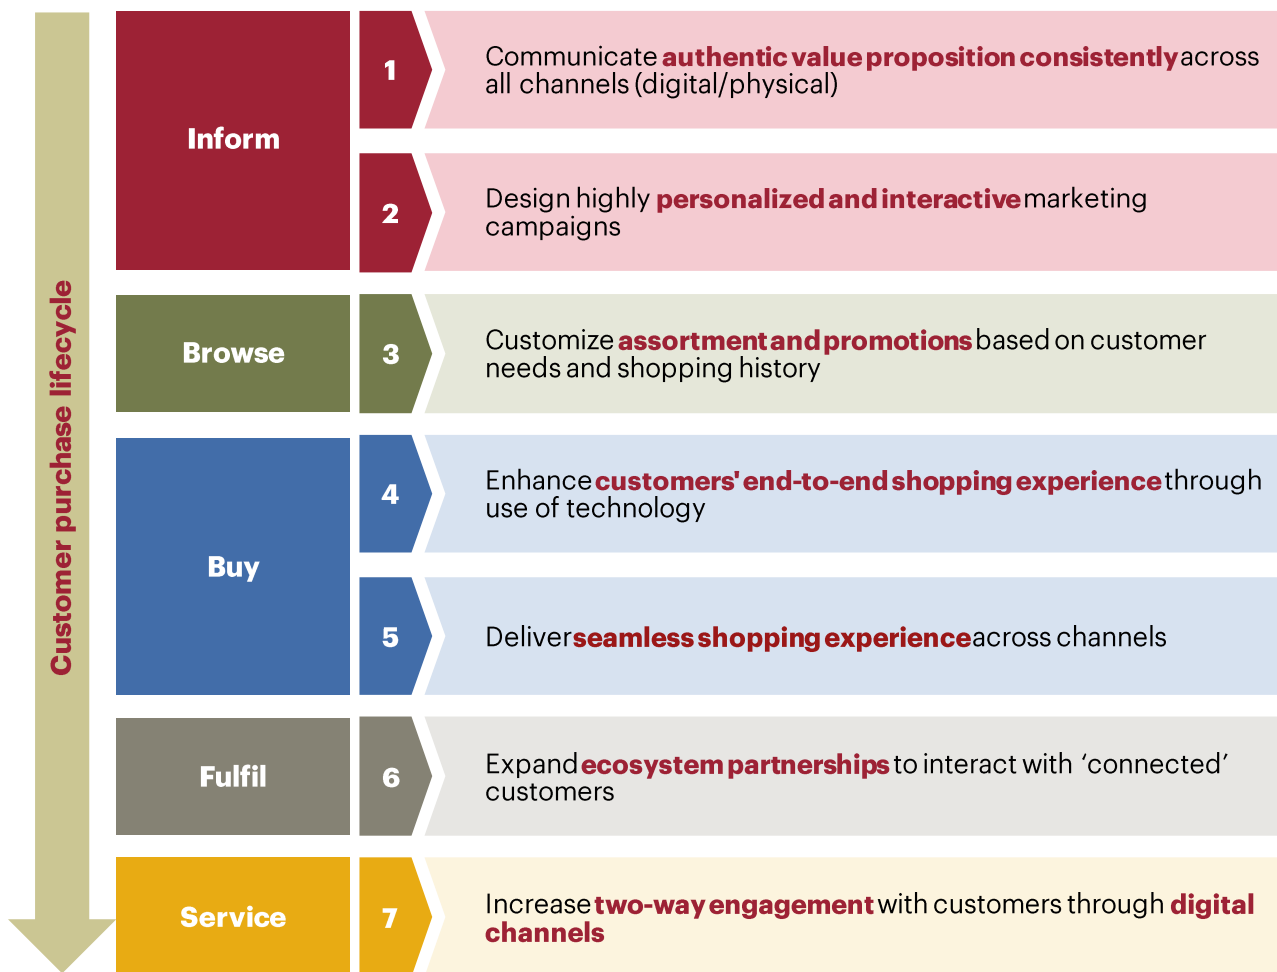 Customer purchase lifecycle
Inform
1
Communicate authentic value proposition consistently across
all channels (digital/physical)
2
Design highly personalized and interactive marketing
campaigns
Browse
3
Customize assortment and promotions based on customer
needs and shopping history
Buy
4
Enhance customers' end-to-end shopping experience through
use of technology
5
Deliver seamless shopping experience across channels
Fulfil
6
Expand ecosystem partnerships to interact with ‘connected’
customers
Service
7
Increase two-way engagement with customers through digital
channels